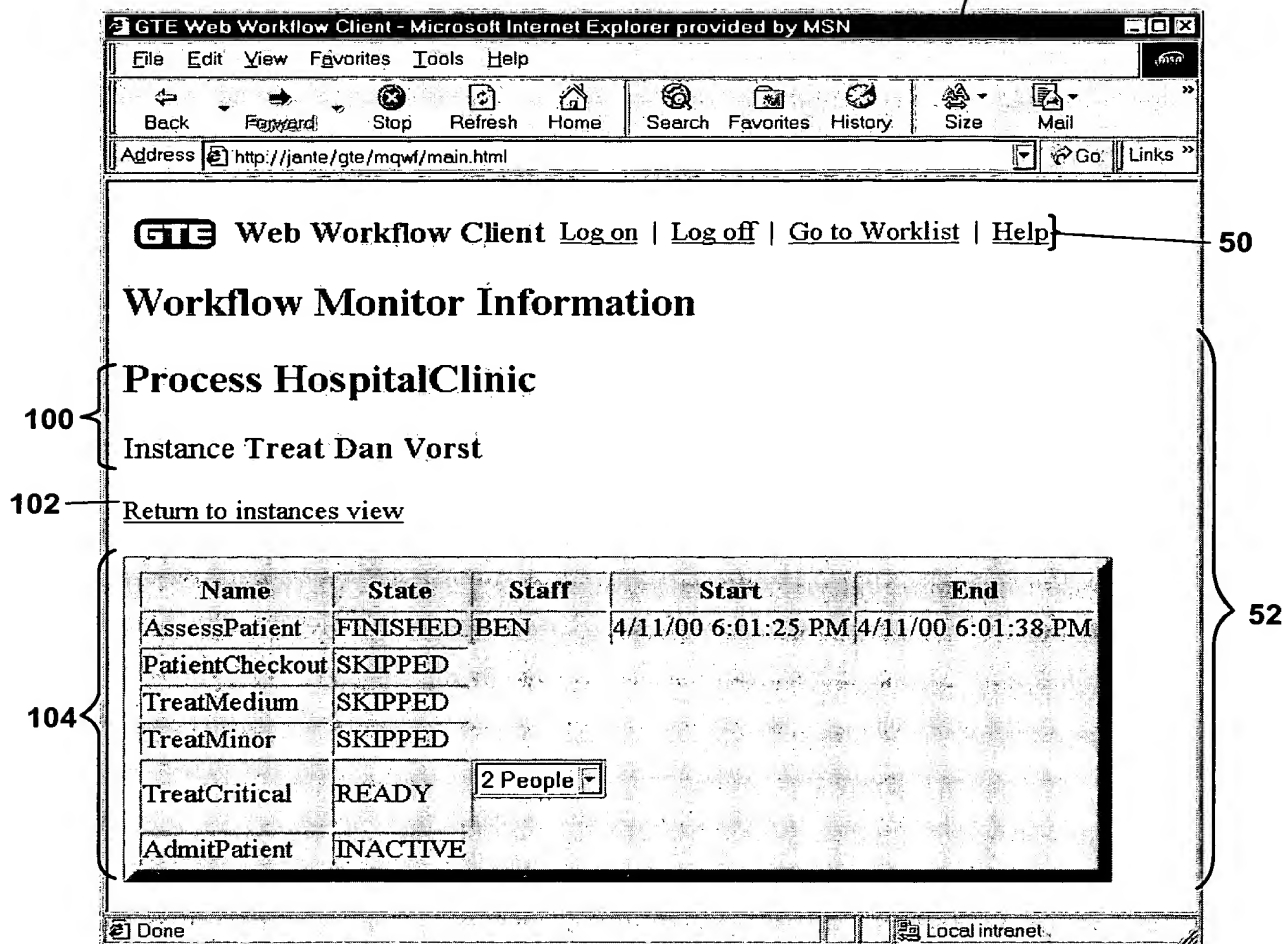 GTE Web Workflow Client - Microsoft Internet Explorer provided by MSN
File Edit View Favorites Tools Help
msn
Back Forward Stop Refresh Home Search Favorites History Size Mail »
Address http://jante/gte/mqwf/main.html Go Links »
GTE Web Workflow Client Log on | Log off | Go to Worklist | Help
50
Workflow Monitor Information
Process HospitalClinic
100
Instance Treat Dan Vorst
102
Return to instances view
Name State Staff Start End
AssessPatient FINISHED BEN 4/11/00 6:01:25 PM 4/11/00 6:01:38 PM
52
PatientCheckout SKIPPED
TreatMedium SKIPPED
104
TreatMinor SKIPPED
TreatCritical READY 2 People
AdmitPatient INACTIVE
Done Local intranet